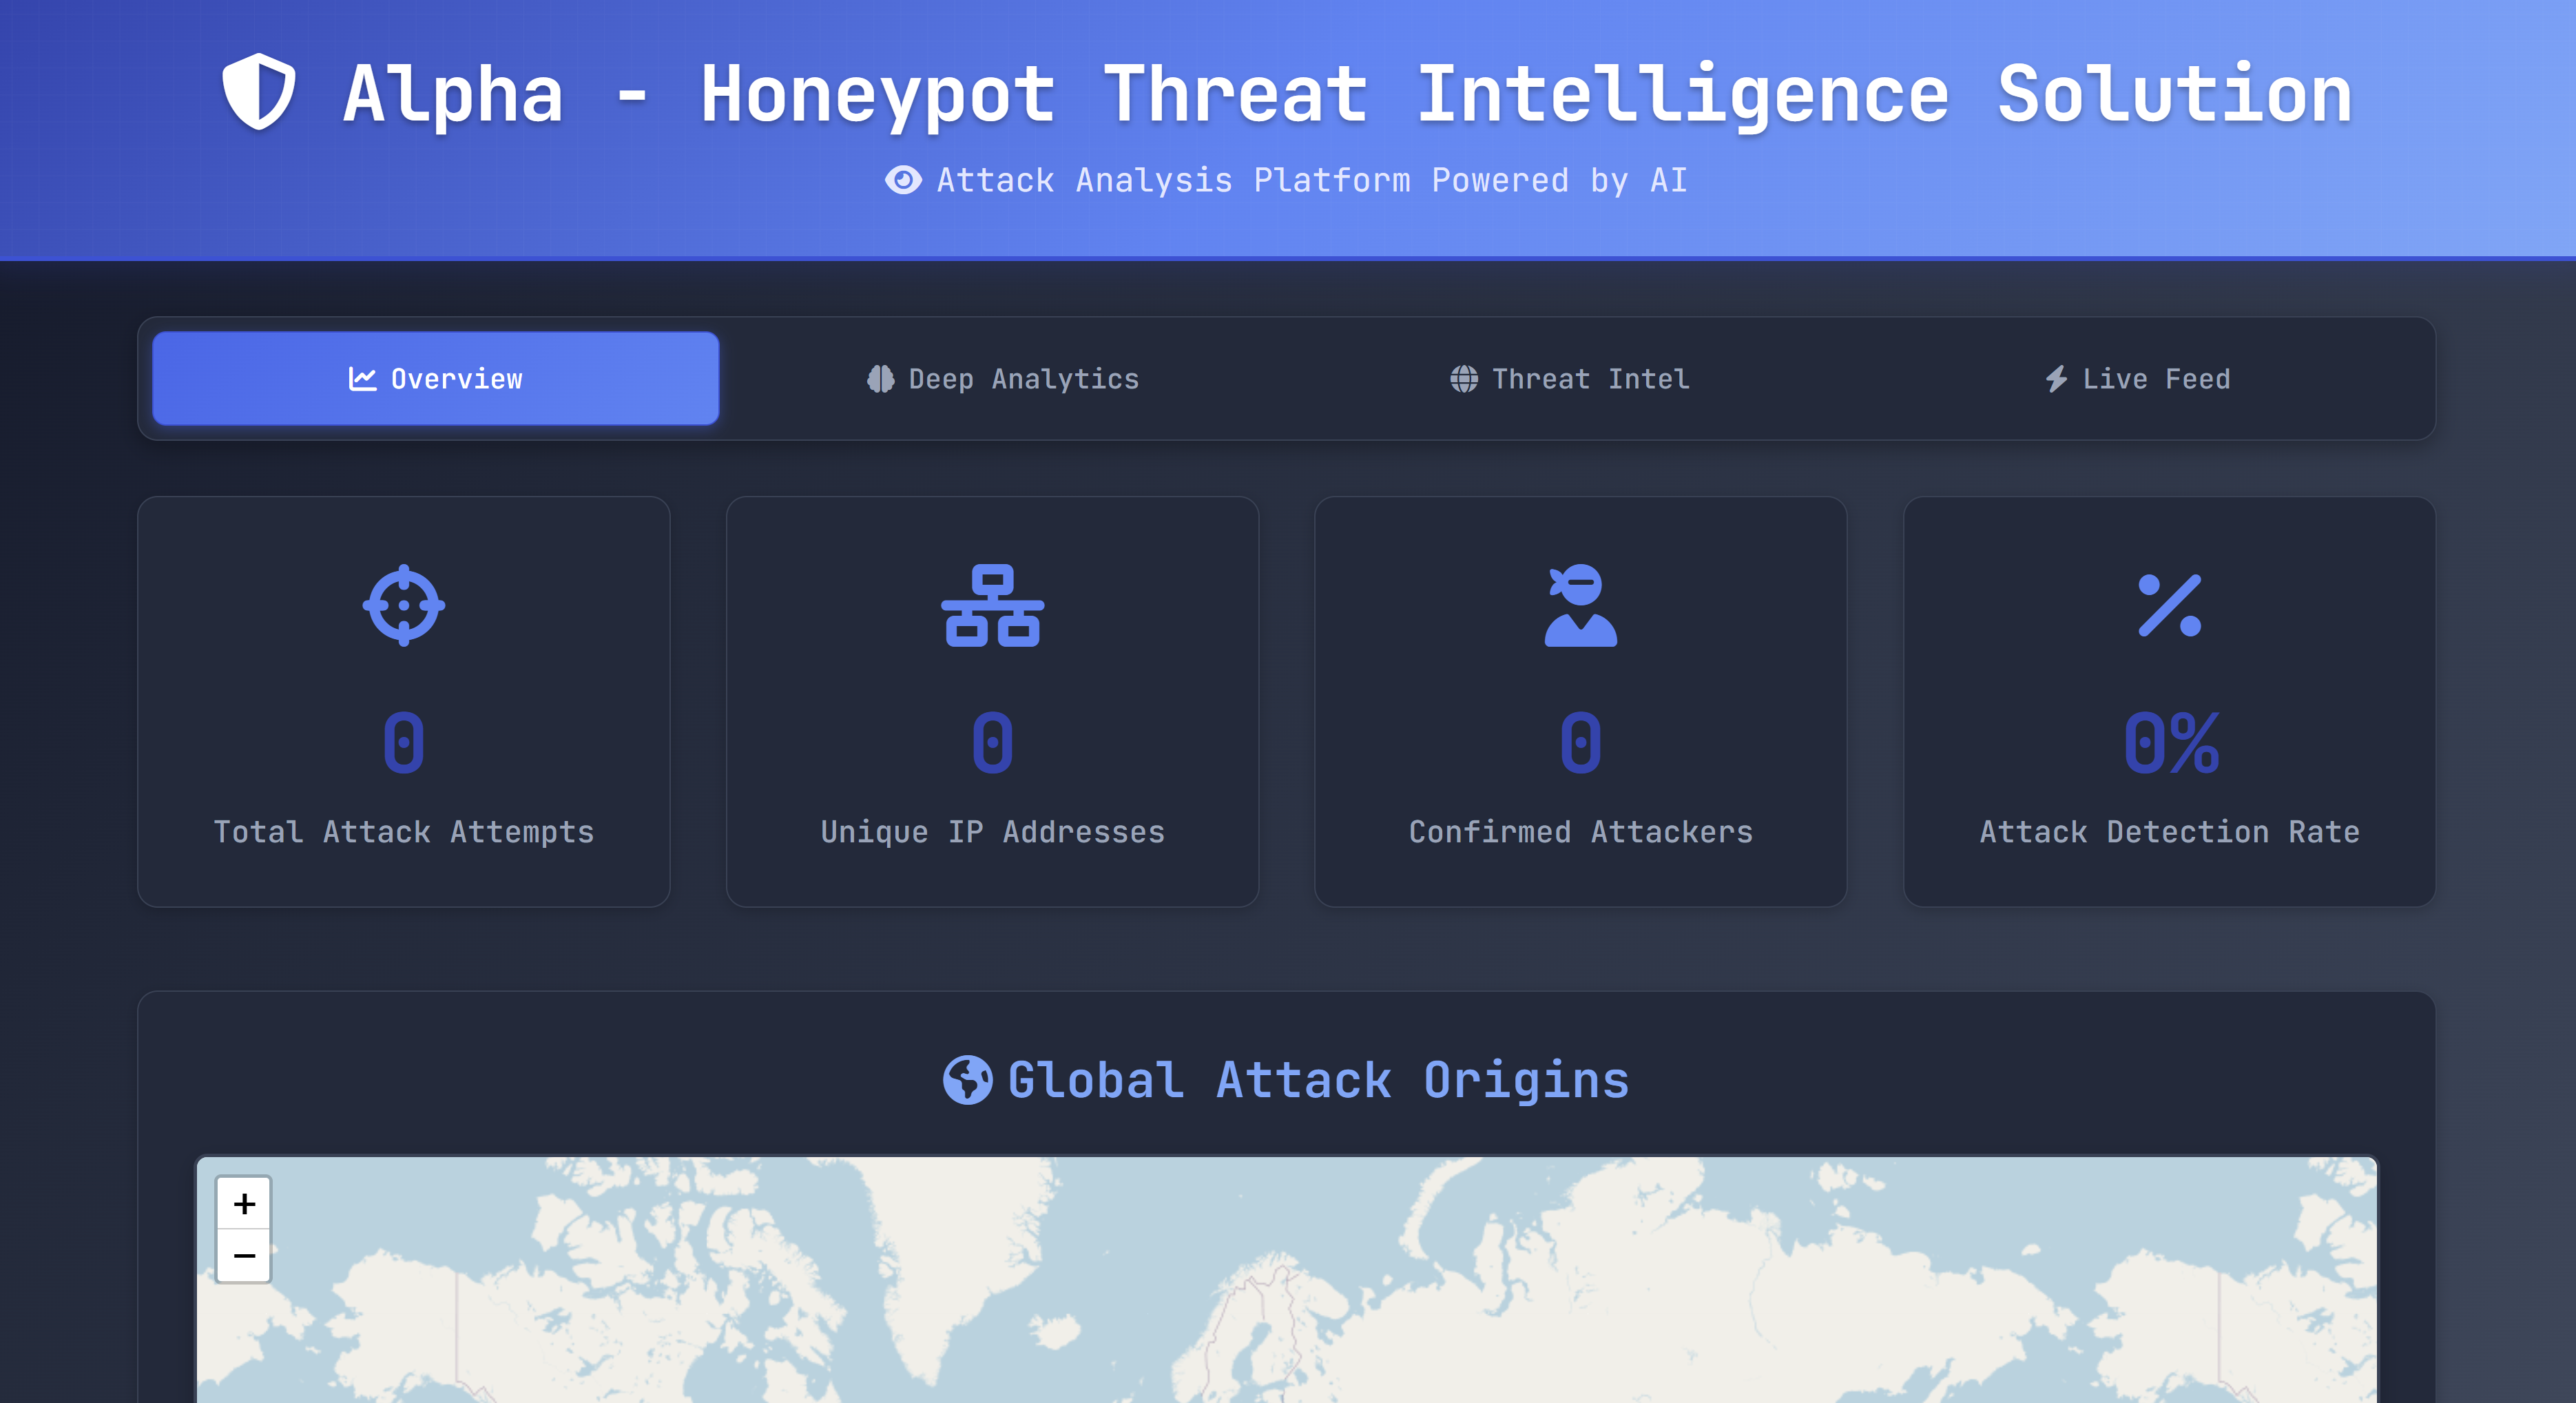 Alpha - Honeypot Threat Intelligence Solution
Attack Analysis Platform Powered by AI
Overview
Deep Analytics
Threat Intel
Live Feed
0
Total Attack Attempts
0
Unique IP Addresses
0
Confirmed Attackers
0%
Attack Detection Rate
Global Attack Origins
+
−